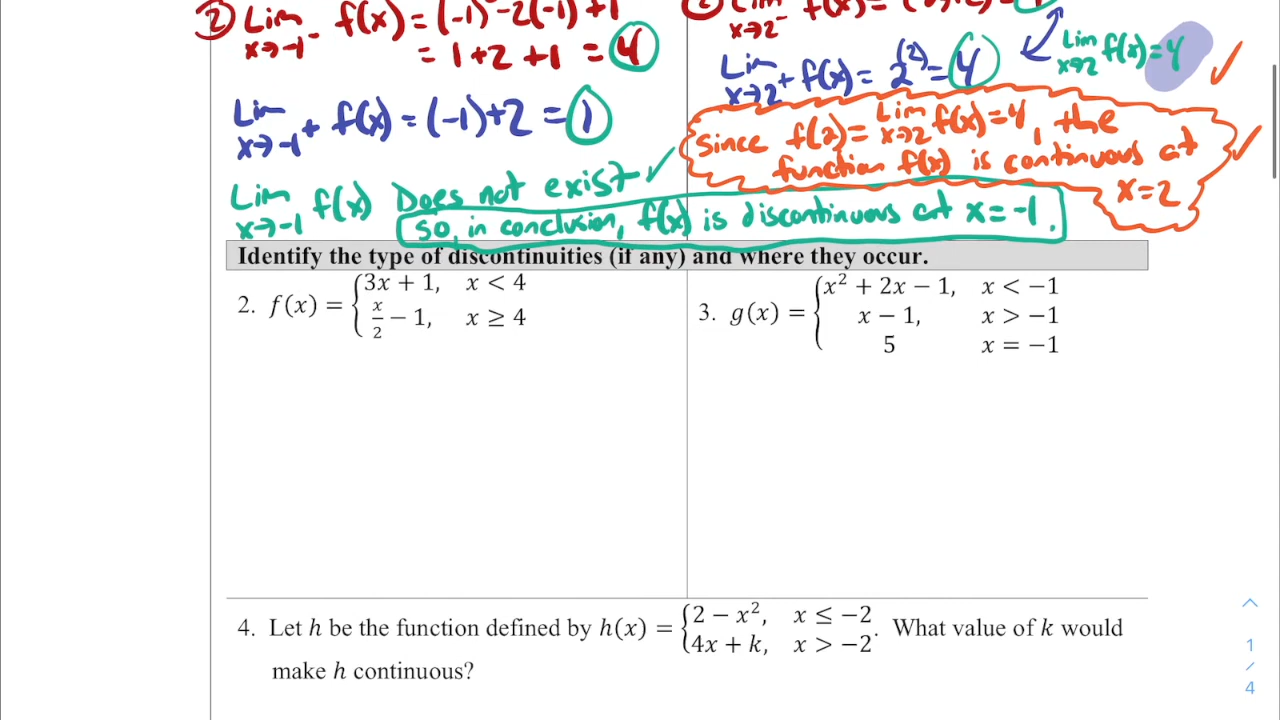 ② Lim x→-1⁻ f(x) = (-1)²-2(-1)+1
= 1+2+1 = 4
Lim x→-1⁺ f(x) = (-1)+2 = 1
Lim x→-1 f(x) Does not exist ✓
so, in conclusion, f(x) is discontinuous at x=-1.
Lim x→2⁻ f(x) =
Lim x→2⁺ f(x) = 2⁽²⁾ = 4
Lim x→2 f(x) = 4 ✓
Since f(2) = Lim x→2 f(x) = 4, the
function f(x) is continuous at ✓
x=2
Identify the type of discontinuities (if any) and where they occur.
2. f(x) = { 3x + 1, x < 4
x/2 − 1, x ≥ 4
3. g(x) = { x² + 2x − 1, x < −1
x − 1, x > −1
5 x = −1
4. Let h be the function defined by h(x) = { 2 − x², x ≤ −2
4x + k, x > −2 . What value of k would
make h continuous?
1
/
4